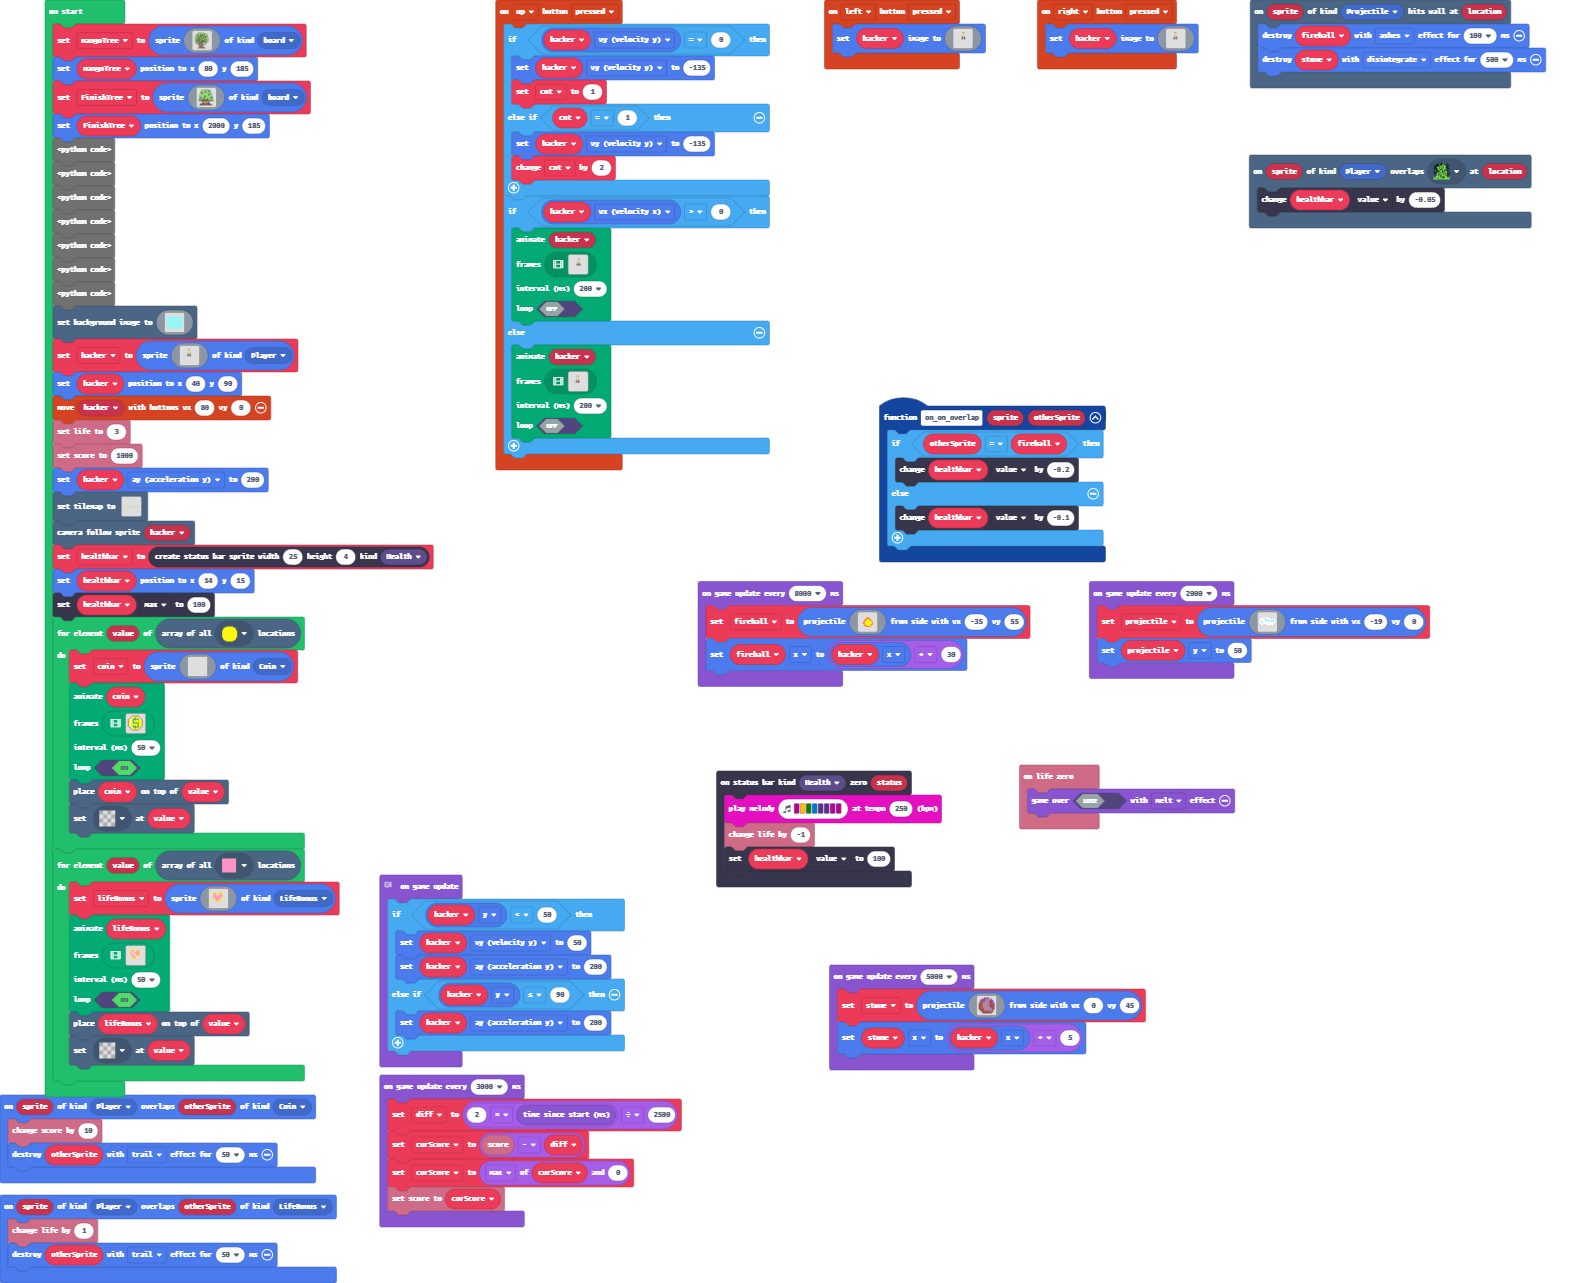 on start
set mangoTree to sprite of kind board
set mangoTree position to x 80 y 185
set FinishTree to sprite of kind board
set FinishTree position to x 2000 y 185
<python code>
<python code>
<python code>
<python code>
<python code>
<python code>
<python code>
set background image to
set hacker to sprite of kind Player
set hacker position to x 40 y 90
move hacker with buttons vx 80 vy 0
set life to 3
set score to 1000
set hacker ay (acceleration y) to 200
set tilemap to
camera follow sprite hacker
set healthbar to create status bar sprite width 25 height 4 kind Health
set healthbar position to x 14 y 15
set healthbar max to 100
for element value of array of all locations
do
set coin to sprite of kind Coin
animate coin
frames
interval (ms) 50
loop ON
place coin on top of value
set at value
for element value of array of all locations
do
set lifeBonus to sprite of kind LifeBonus
animate lifeBonus
frames
interval (ms) 50
loop ON
place lifeBonus on top of value
set at value
on sprite of kind Player overlaps otherSprite of kind Coin
change score by 10
destroy otherSprite with trail effect for 50 ms
on sprite of kind Player overlaps otherSprite of kind LifeBonus
change life by 1
destroy otherSprite with trail effect for 50 ms
on up button pressed
if hacker vy (velocity y) = 0 then
set hacker vy (velocity y) to -135
set cnt to 1
else if cnt = 1 then
set hacker vy (velocity y) to -135
change cnt by 2
if hacker vx (velocity x) > 0 then
animate hacker
frames
interval (ms) 200
loop OFF
else
animate hacker
frames
interval (ms) 200
loop OFF
on left button pressed
set hacker image to
on right button pressed
set hacker image to
on sprite of kind Projectile hits wall at location
destroy fireball with ashes effect for 100 ms
destroy stone with disintegrate effect for 500 ms
on sprite of kind Player overlaps at location
change healthbar value by -0.05
function on_on_overlap sprite otherSprite
if otherSprite = fireball then
change healthbar value by -0.2
else
change healthbar value by -0.1
on game update every 8000 ms
set fireball to projectile from side with vx -35 vy 55
set fireball x to hacker x + 30
on game update every 2000 ms
set projectile to projectile from side with vx -19 vy 0
set projectile y to 50
on status bar kind Health zero status
play melody at tempo 250 (bpm)
change life by -1
set healthbar value to 100
on life zero
game over LOSE with melt effect
on game update
if hacker y < 50 then
set hacker vy (velocity y) to 50
set hacker ay (acceleration y) to 200
else if hacker y ≤ 90 then
set hacker ay (acceleration y) to 200
on game update every 5000 ms
set stone to projectile from side with vx 0 vy 45
set stone x to hacker x + 5
on game update every 3000 ms
set diff to 2 × time since start (ms) ÷ 2500
set curScore to score - diff
set curScore to max of curScore and 0
set score to curScore